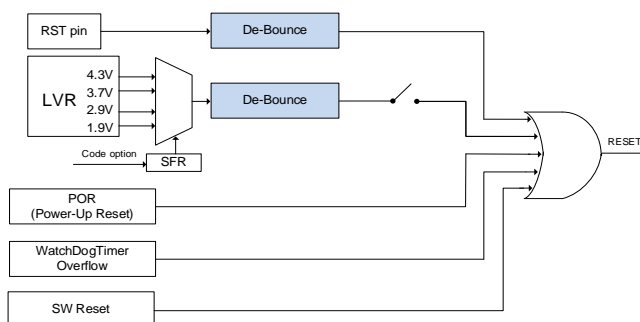 RST pin
De-Bounce
LVR
4.3V
3.7V
2.9V
1.9V
De-Bounce
Code option
SFR
RESET
POR
(Power-Up Reset)
WatchDogTimer
Overflow
SW Reset